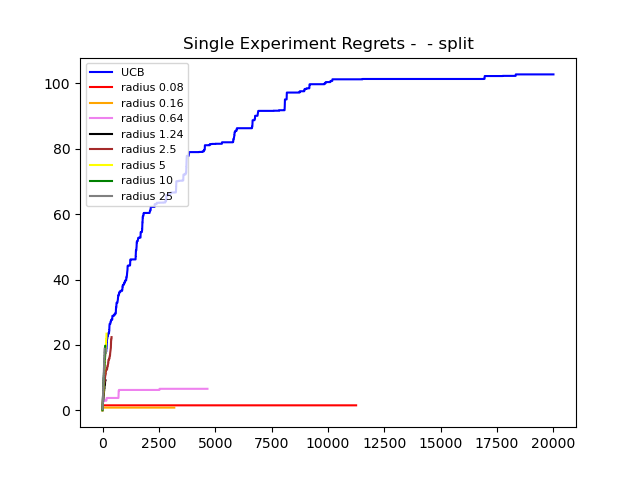 Single Experiment Regrets -  - split
UCB
radius 0.08
radius 0.16
radius 0.64
radius 1.24
radius 2.5
radius 5
radius 10
radius 25
100
80
60
40
20
0
0 2500 5000 7500 10000 12500 15000 17500 20000